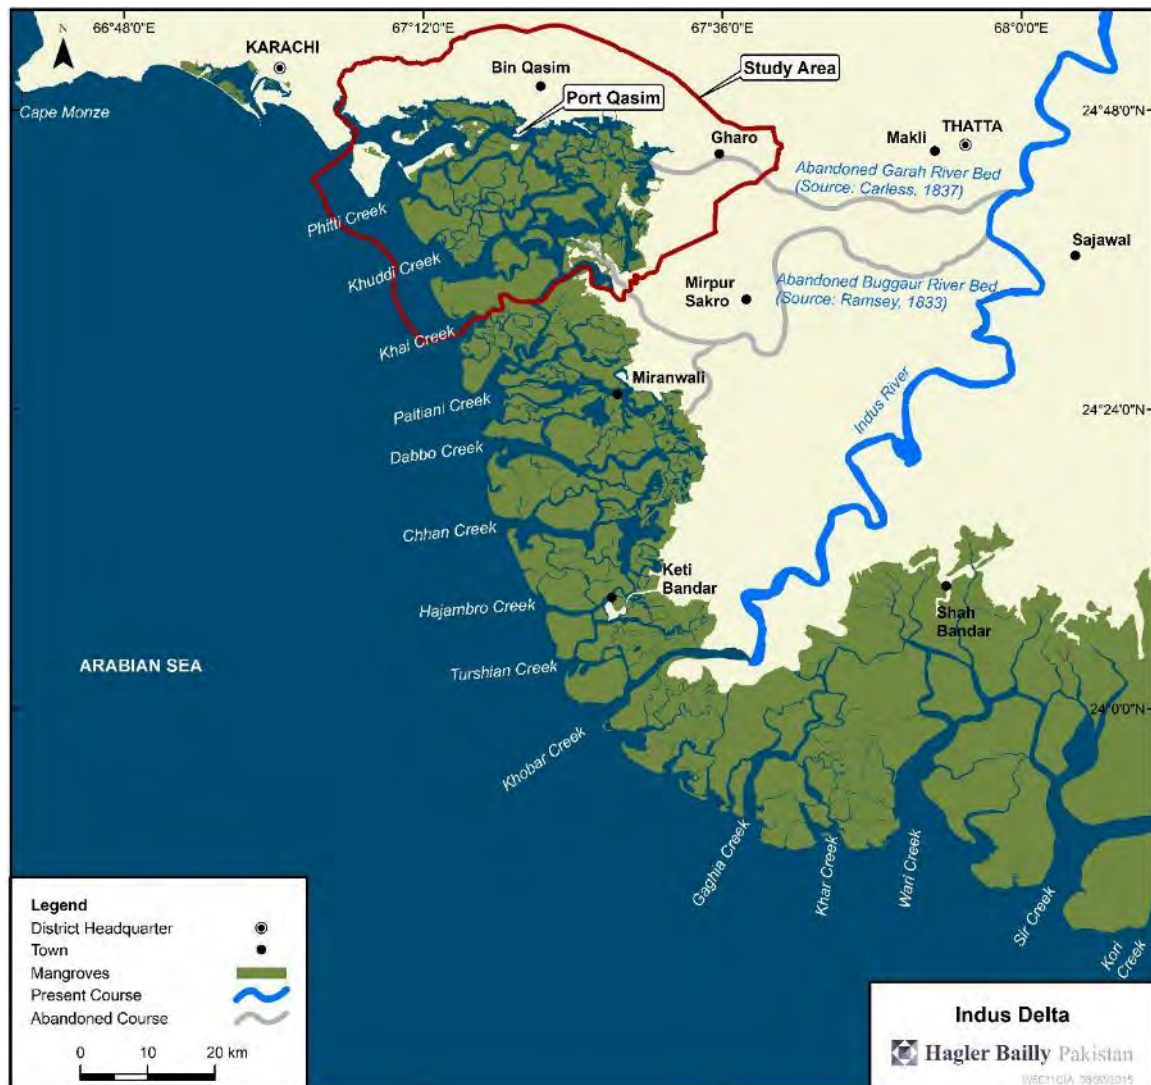 66°48'0"E
67°12'0"E
67°36'0"E
68°0'0"E
N
KARACHI
Bin Qasim
Study Area
Port Qasim
Cape Monze
24°48'0"N
Gharo
Makli
THATTA
Abandoned Garah River Bed
(Source: Carless, 1837)
Phitti Creek
Sajawal
Khuddi Creek
Abandoned Buggaur River Bed
(Source: Ramsey, 1833)
Mirpur
Sakro
Khai Creek
Miranwali
Paitiani Creek
24°24'0"N
Indus River
Dabbo Creek
Chhan Creek
Keti
Bandar
Hajambro Creek
Shah
Bandar
ARABIAN SEA
Turshian Creek
24°0'0"N
Khobar Creek
Gaghia Creek
Khar Creek
Wari Creek
Sir Creek
Kori
Creek
Legend
District Headquarter
Town
Mangroves
Present Course
Abandoned Course
0 10 20 km
Indus Delta
Hagler Bailly Pakistan